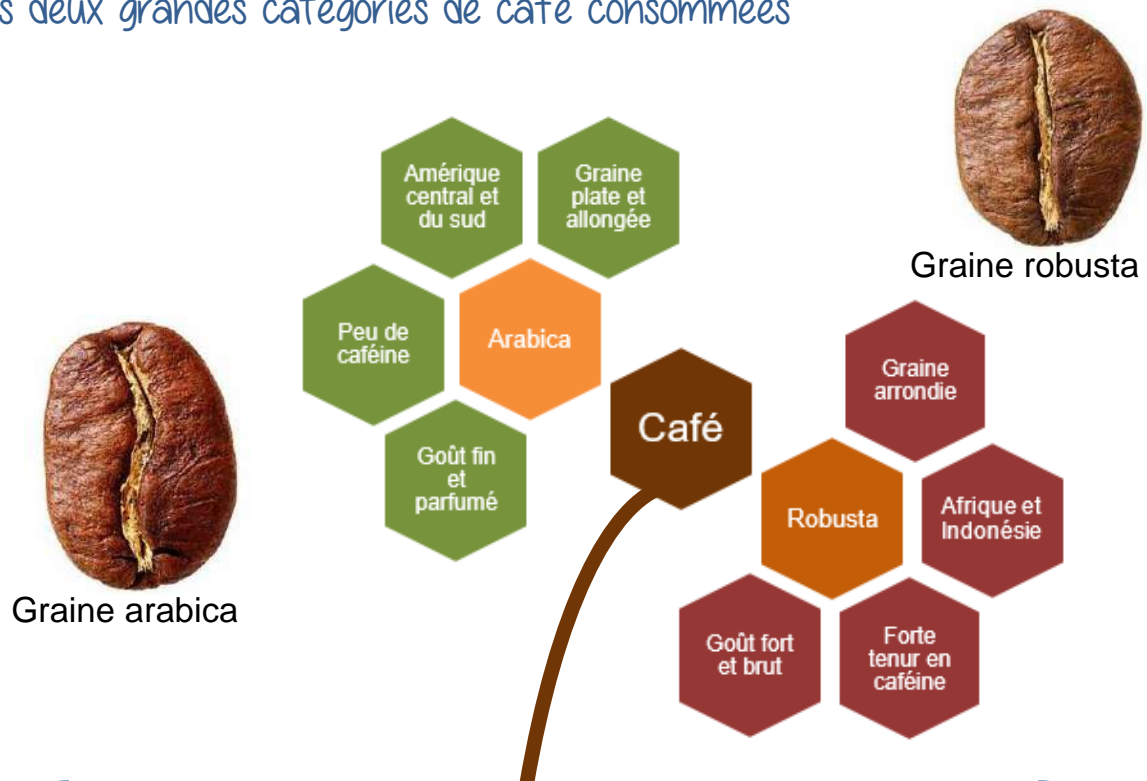 s deux grandes catégories de café consommées
Graine robusta
Amérique
central et
du sud
Graine
plate et
allongée
Peu de
caféine
Arabica
Goût fin
et
parfumé
Graine arabica
Café
Graine
arrondie
Robusta
Afrique et
Indonésie
Goût fort
et brut
Forte
tenur en
caféine